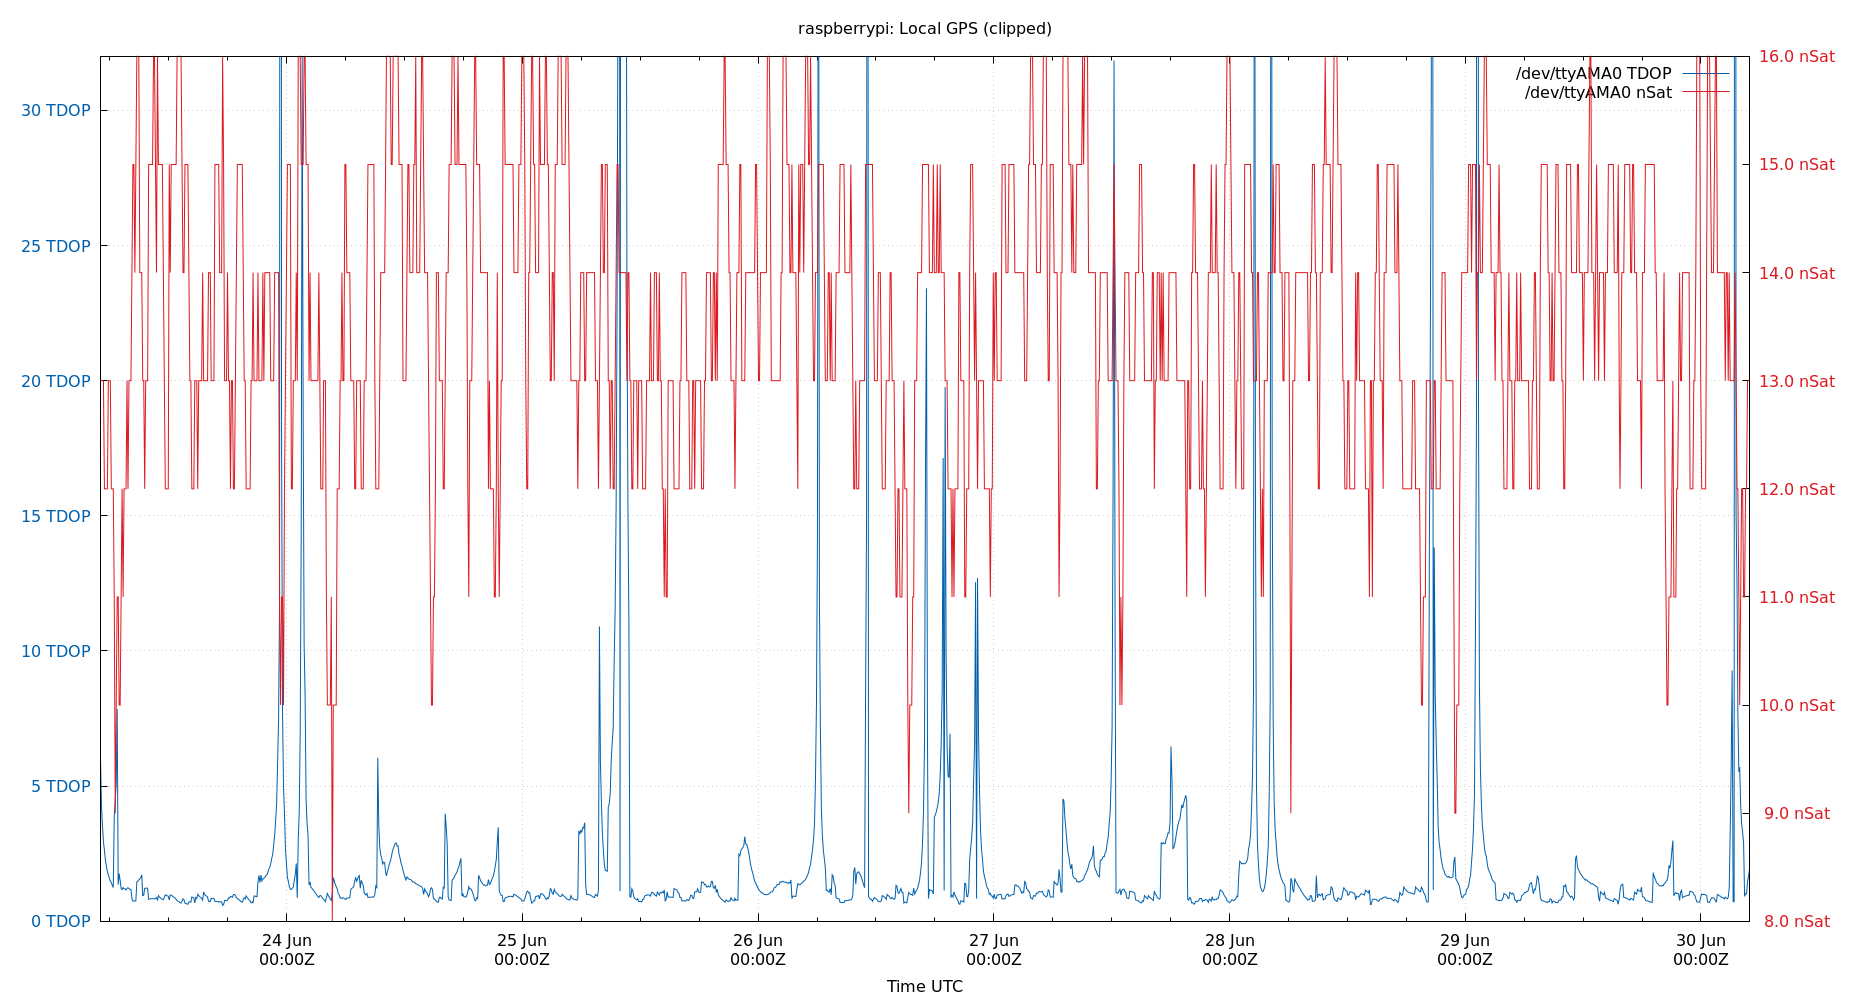 raspberrypi: Local GPS (clipped)
/dev/ttyAMA0 TDOP
/dev/ttyAMA0 nSat
30 TDOP
25 TDOP
20 TDOP
15 TDOP
10 TDOP
5 TDOP
0 TDOP
16.0 nSat
15.0 nSat
14.0 nSat
13.0 nSat
12.0 nSat
11.0 nSat
10.0 nSat
9.0 nSat
8.0 nSat
24 Jun
00:00Z
25 Jun
00:00Z
26 Jun
00:00Z
27 Jun
00:00Z
28 Jun
00:00Z
29 Jun
00:00Z
30 Jun
00:00Z
Time UTC